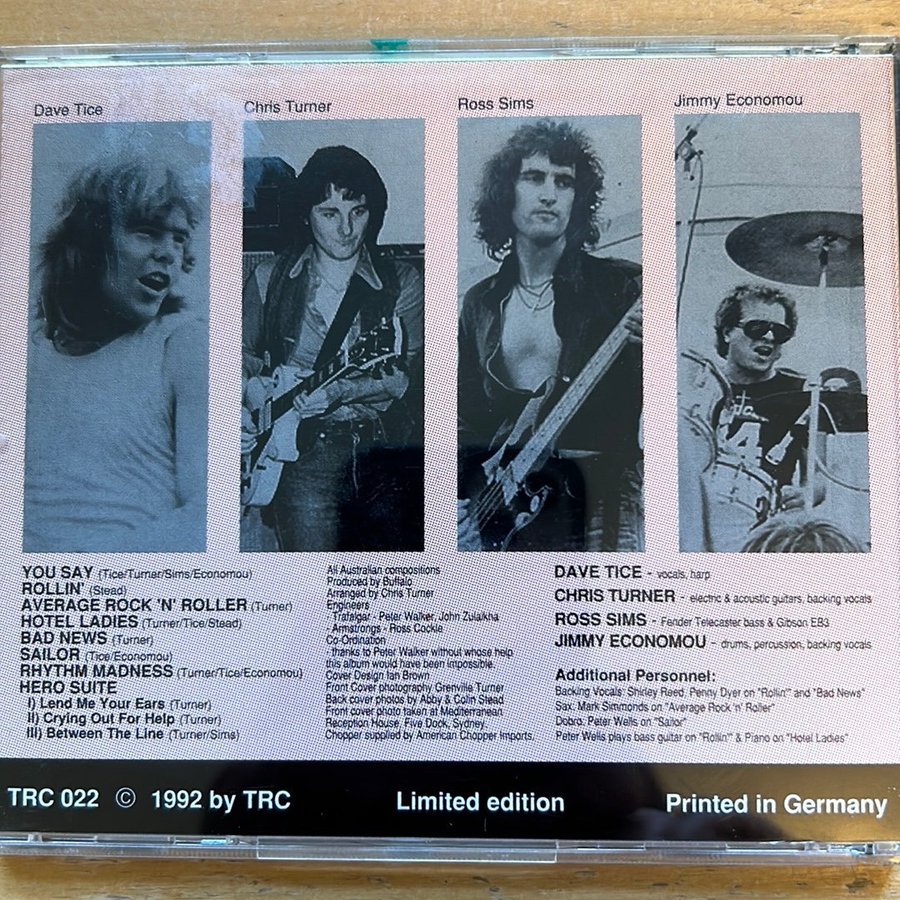 Dave Tice
Chris Turner
Ross Sims
Jimmy Economou
YOU SAY (Tice/Turner/Sims/Economou)
ROLLIN' (Stead)
AVERAGE ROCK 'N' ROLLER (Turner)
HOTEL LADIES (Turner/Tice/Stead)
BAD NEWS (Turner)
SAILOR (Tice/Economou)
RHYTHM MADNESS (Turner/Tice/Economou)
HERO SUITE
I) Lend Me Your Ears (Turner)
II) Crying Out For Help (Turner)
III) Between The Line (Turner/Sims)
All Australian compositions
Produced by Buffalo
Arranged by Chris Turner
Engineers
- Trafalgar - Peter Walker, John Zulaikha
- Armstrongs - Ross Cockle
Co-Ordination
- thanks to Peter Walker without whose help
this album would have been impossible.
Cover Design Ian Brown
Front Cover photography Grenville Turner
Back cover photos by Abby & Colin Stead
Front cover photo taken at Mediterranean
Reception House, Five Dock, Sydney.
Chopper supplied by American Chopper Imports.
DAVE TICE - vocals, harp
CHRIS TURNER - electric & acoustic guitars, backing vocals
ROSS SIMS - Fender Telecaster bass & Gibson EB3
JIMMY ECONOMOU - drums, percussion, backing vocals
Additional Personnel:
Backing Vocals: Shirley Reed, Penny Dyer on "Rollin'" and "Bad News"
Sax: Mark Simmonds on "Average Rock 'n' Roller"
Dobro: Peter Wells on "Sailor"
Peter Wells plays bass guitar on "Rollin'" & Piano on "Hotel Ladies"
TRC 022 © 1992 by TRC
Limited edition
Printed in Germany